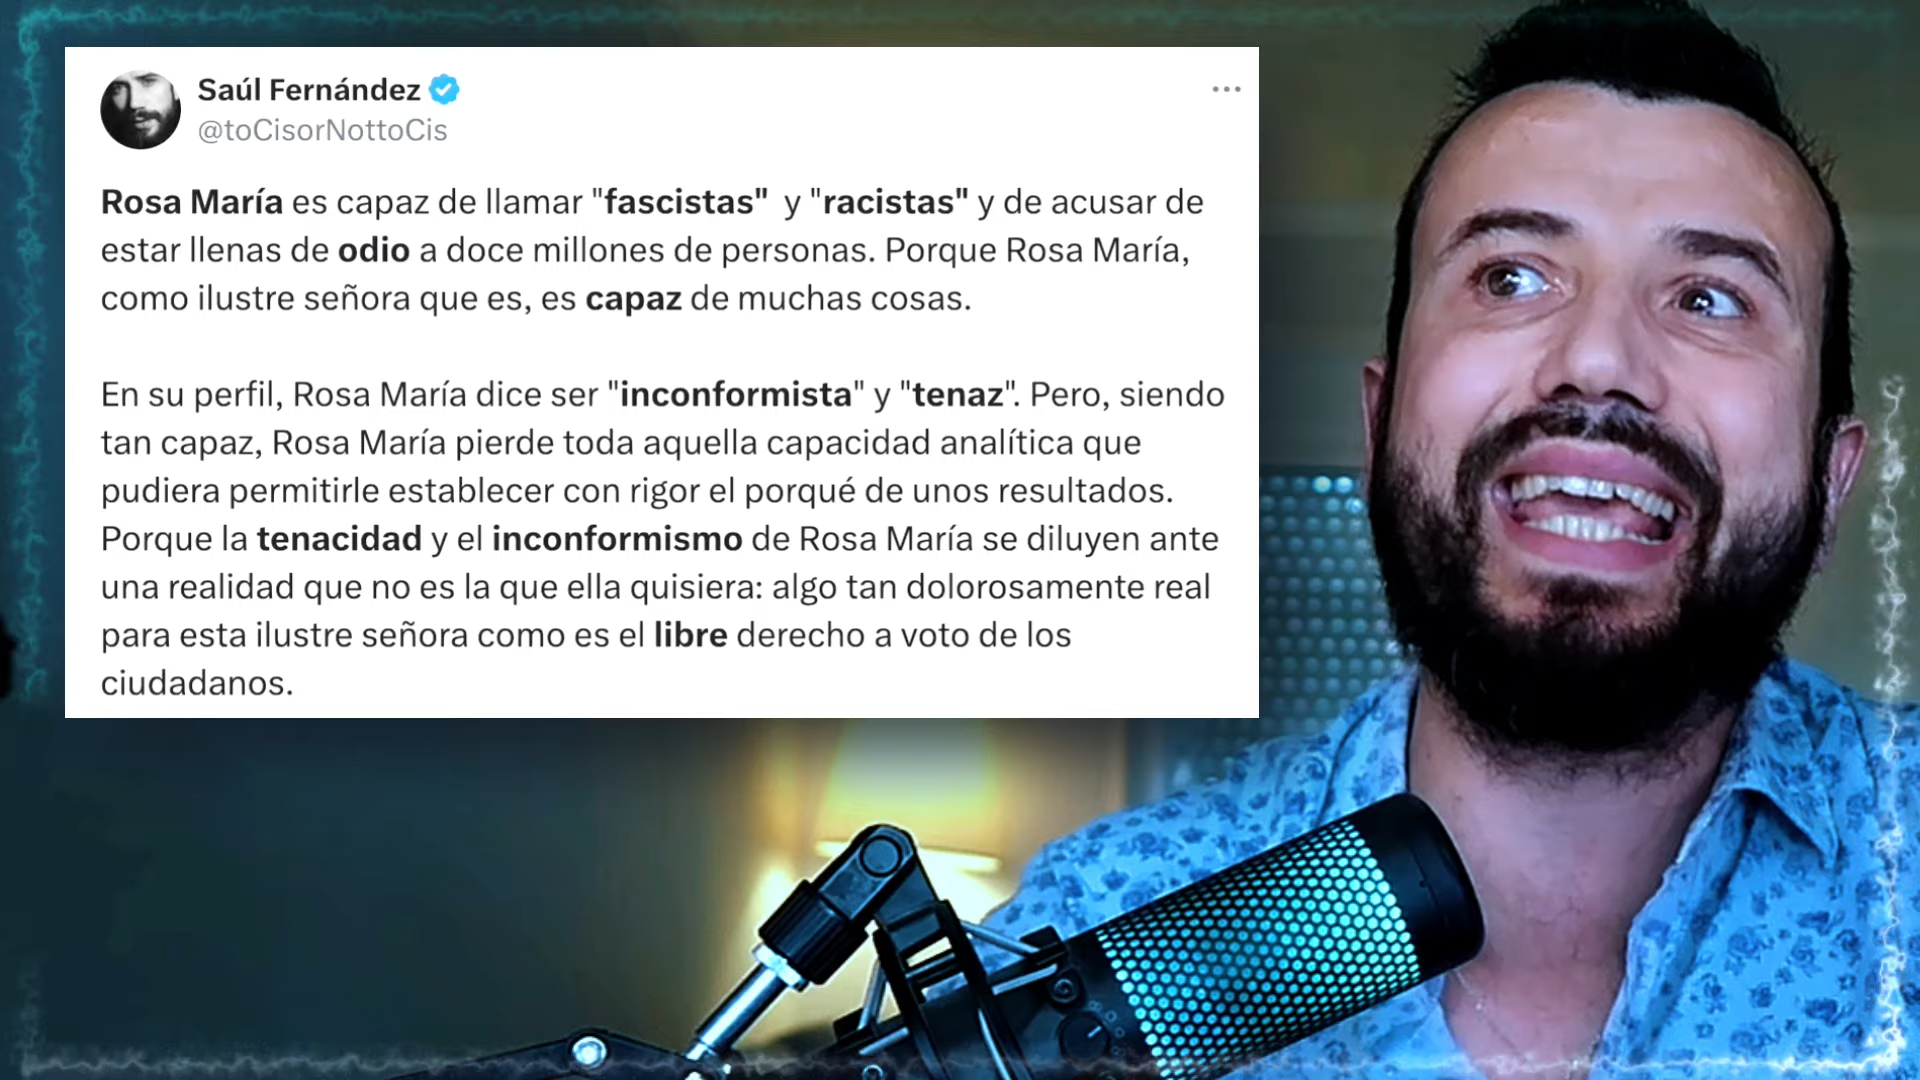 Saúl Fernández
@toCisorNottoCis
Rosa María es capaz de llamar "fascistas" y "racistas" y de acusar de
estar llenas de odio a doce millones de personas. Porque Rosa María,
como ilustre señora que es, es capaz de muchas cosas.
En su perfil, Rosa María dice ser "inconformista" y "tenaz". Pero, siendo
tan capaz, Rosa María pierde toda aquella capacidad analítica que
pudiera permitirle establecer con rigor el porqué de unos resultados.
Porque la tenacidad y el inconformismo de Rosa María se diluyen ante
una realidad que no es la que ella quisiera: algo tan dolorosamente real
para esta ilustre señora como es el libre derecho a voto de los
ciudadanos.